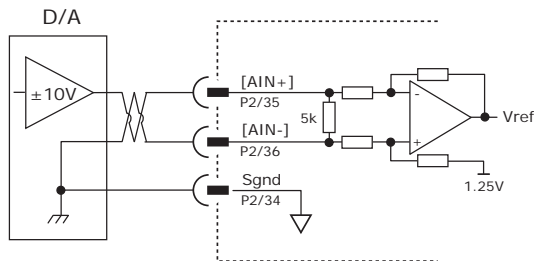 D/A
±10V
[AIN+]
P2/35
5k
[AIN-]
P2/36
Sgnd
P2/34
-
+
Vref
1.25V